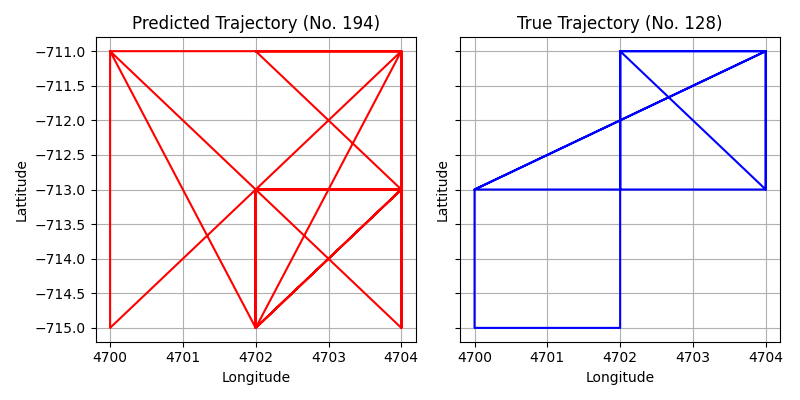 Predicted Trajectory (No. 194)
True Trajectory (No. 128)
Lattitude
−711.0
−711.5
−712.0
−712.5
−713.0
−713.5
−714.0
−714.5
−715.0
4700 4701 4702 4703 4704
Longitude
Lattitude
4700 4701 4702 4703 4704
Longitude